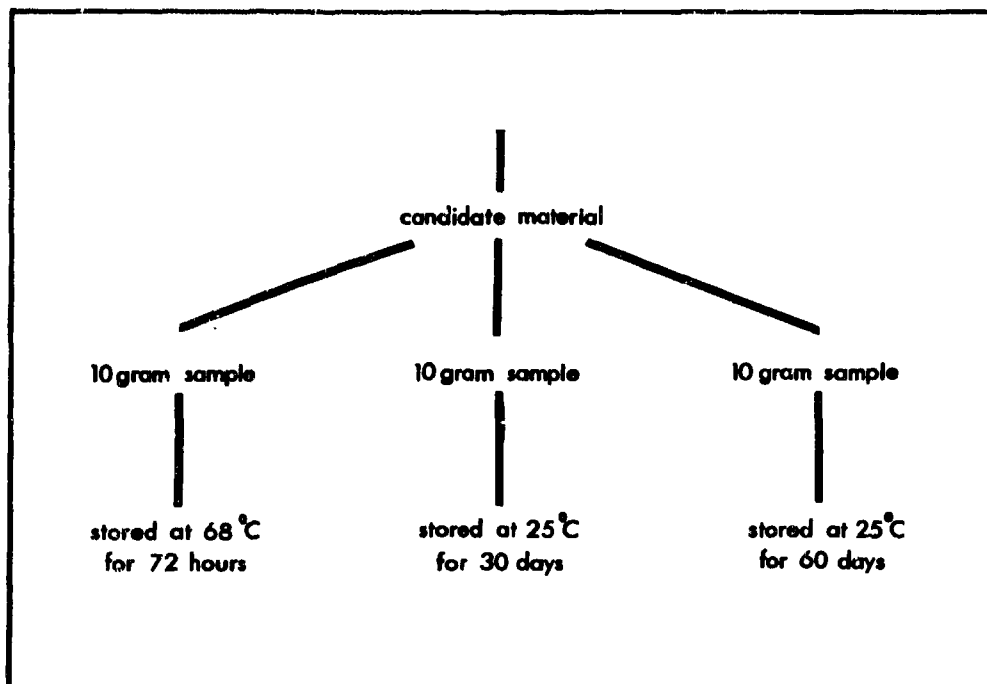 candidate material
10 gram sample
10 gram sample
10 gram sample
stored at 68°C
for 72 hours
stored at 25°C
for 30 days
stored at 25°C
for 60 days